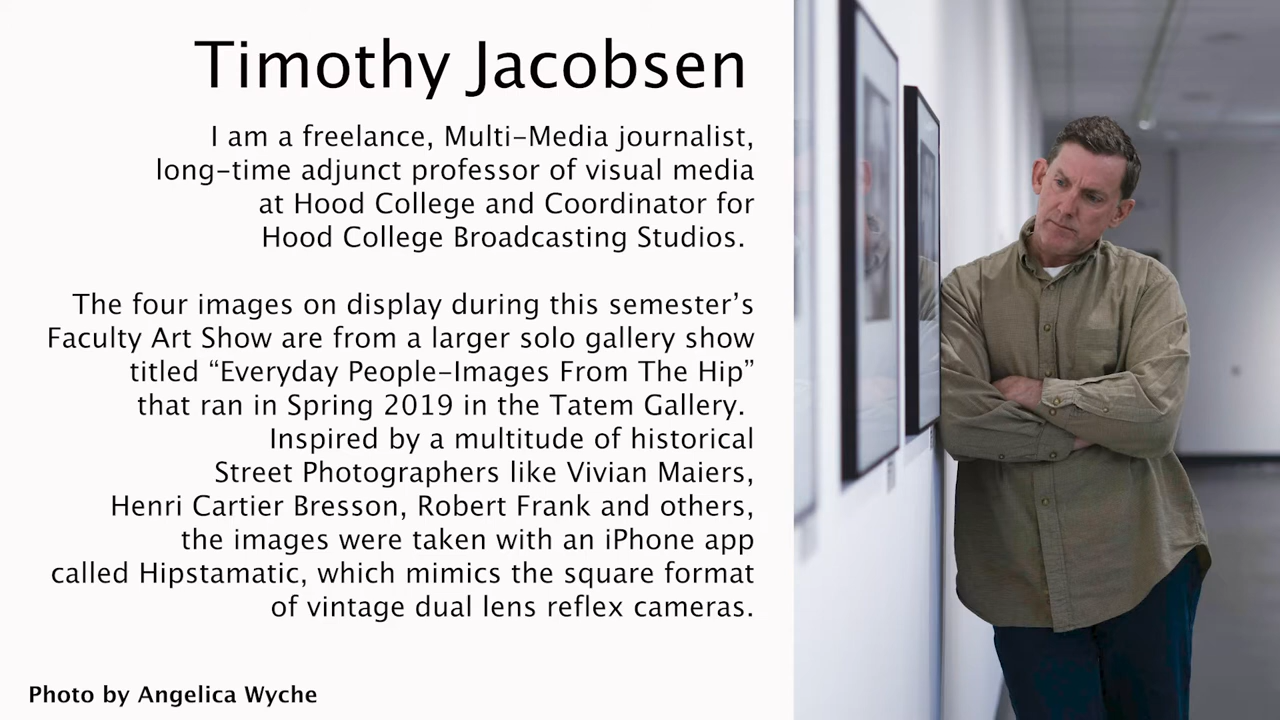 Timothy Jacobsen
I am a freelance, Multi-Media journalist,
long-time adjunct professor of visual media
at Hood College and Coordinator for
Hood College Broadcasting Studios.
The four images on display during this semester’s
Faculty Art Show are from a larger solo gallery show
titled “Everyday People-Images From The Hip”
that ran in Spring 2019 in the Tatem Gallery.
Inspired by a multitude of historical
Street Photographers like Vivian Maiers,
Henri Cartier Bresson, Robert Frank and others,
the images were taken with an iPhone app
called Hipstamatic, which mimics the square format
of vintage dual lens reflex cameras.
Photo by Angelica Wyche